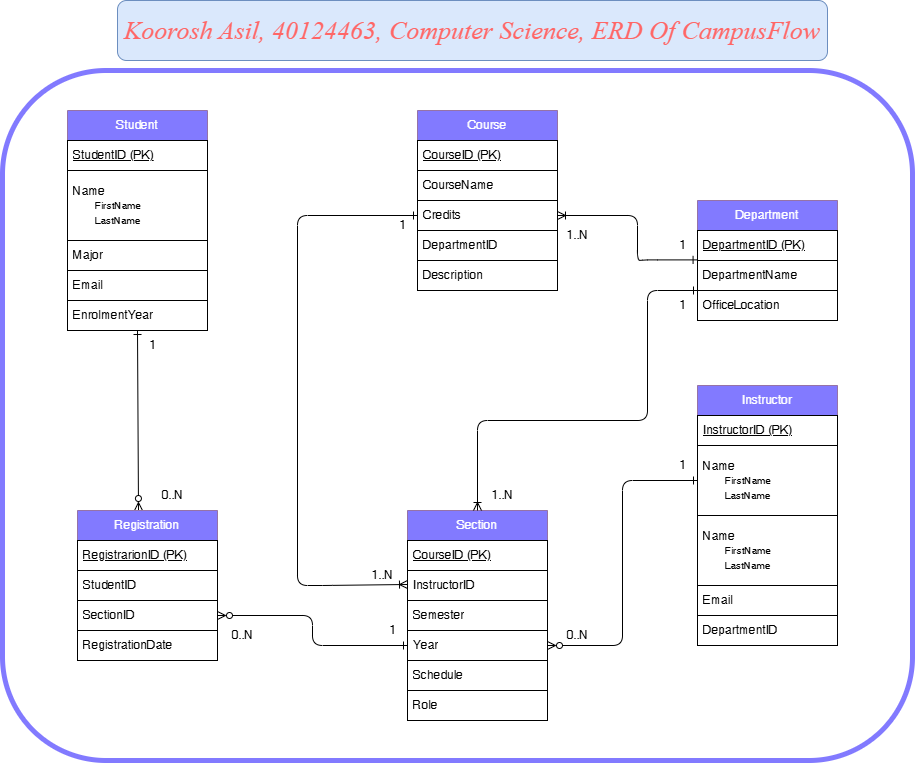 Koorosh Asil, 40124463, Computer Science, ERD Of CampusFlow
Student
StudentID (PK)
Name
FirstName
LastName
Major
Email
EnrolmentYear
1
Course
CourseID (PK)
CourseName
Credits
DepartmentID
Description
1
1..N
Department
DepartmentID (PK)
DepartmentName
OfficeLocation
1
1
Instructor
InstructorID (PK)
Name
FirstName
LastName
Name
FirstName
LastName
Email
DepartmentID
1
0..N
Registration
RegistrarionID (PK)
StudentID
SectionID
RegistrationDate
0..N
1..N
1..N
1
Section
CourseID (PK)
InstructorID
Semester
Year
Schedule
Role
0..N